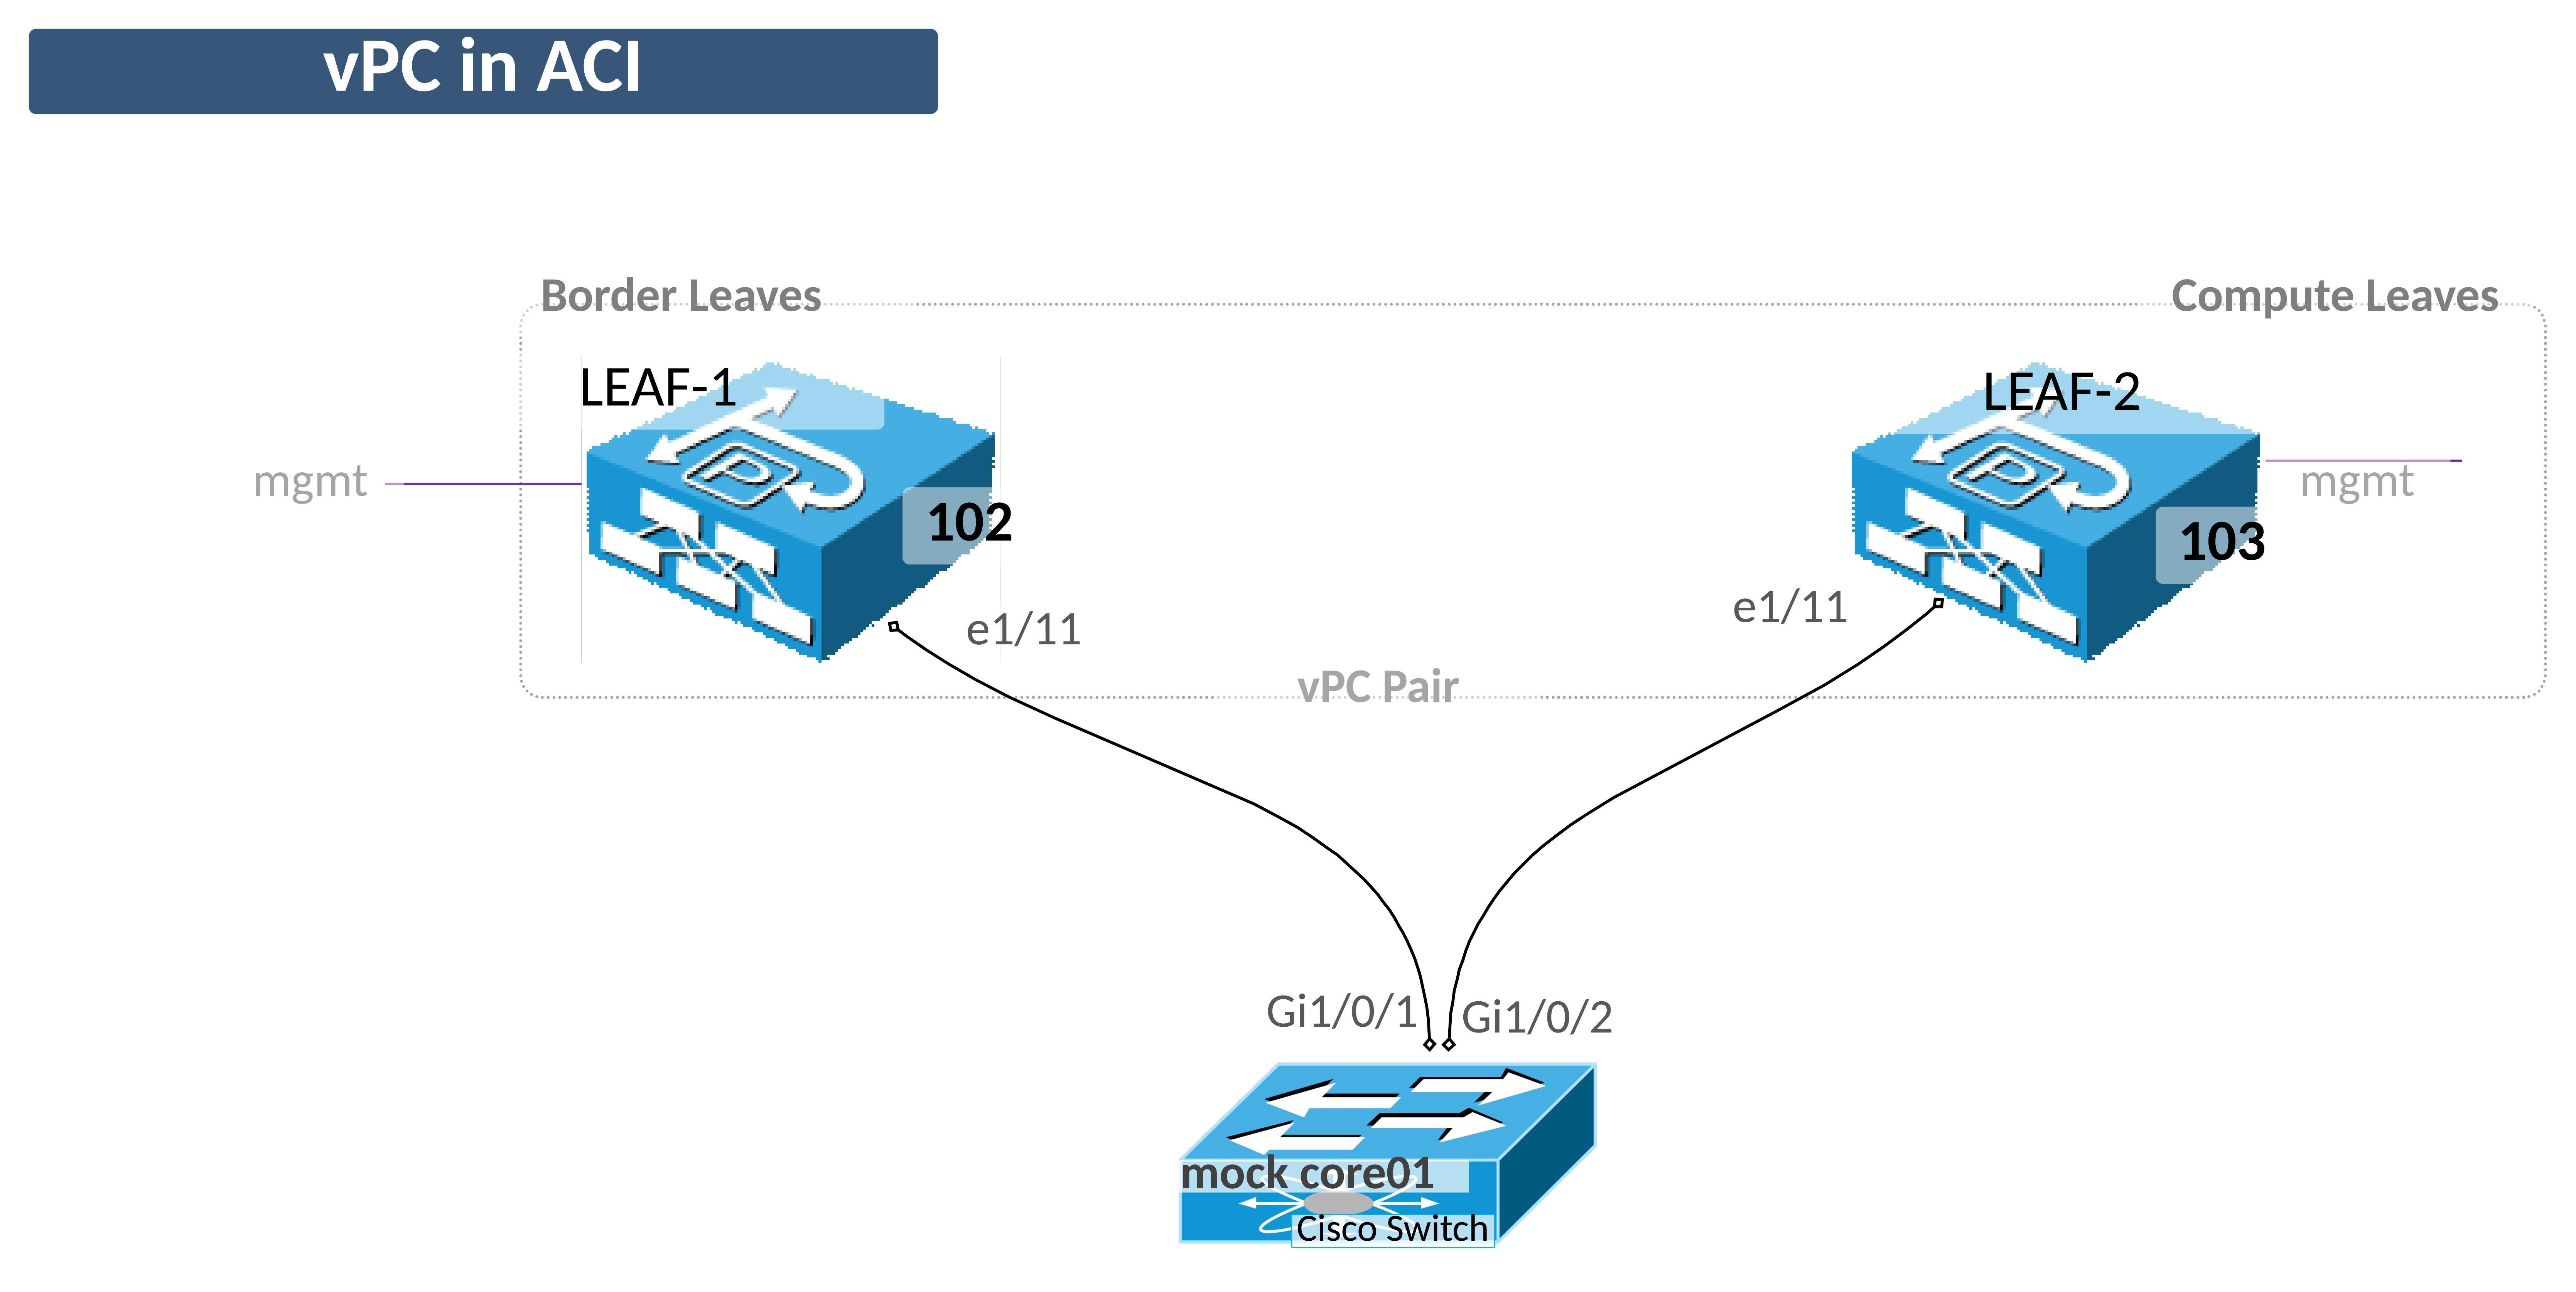 vPC in ACI
Border Leaves
Compute Leaves
LEAF-1
LEAF-2
mgmt
mgmt
102
103
e1/11
e1/11
vPC Pair
Gi1/0/1
Gi1/0/2
mock core01
Cisco Switch